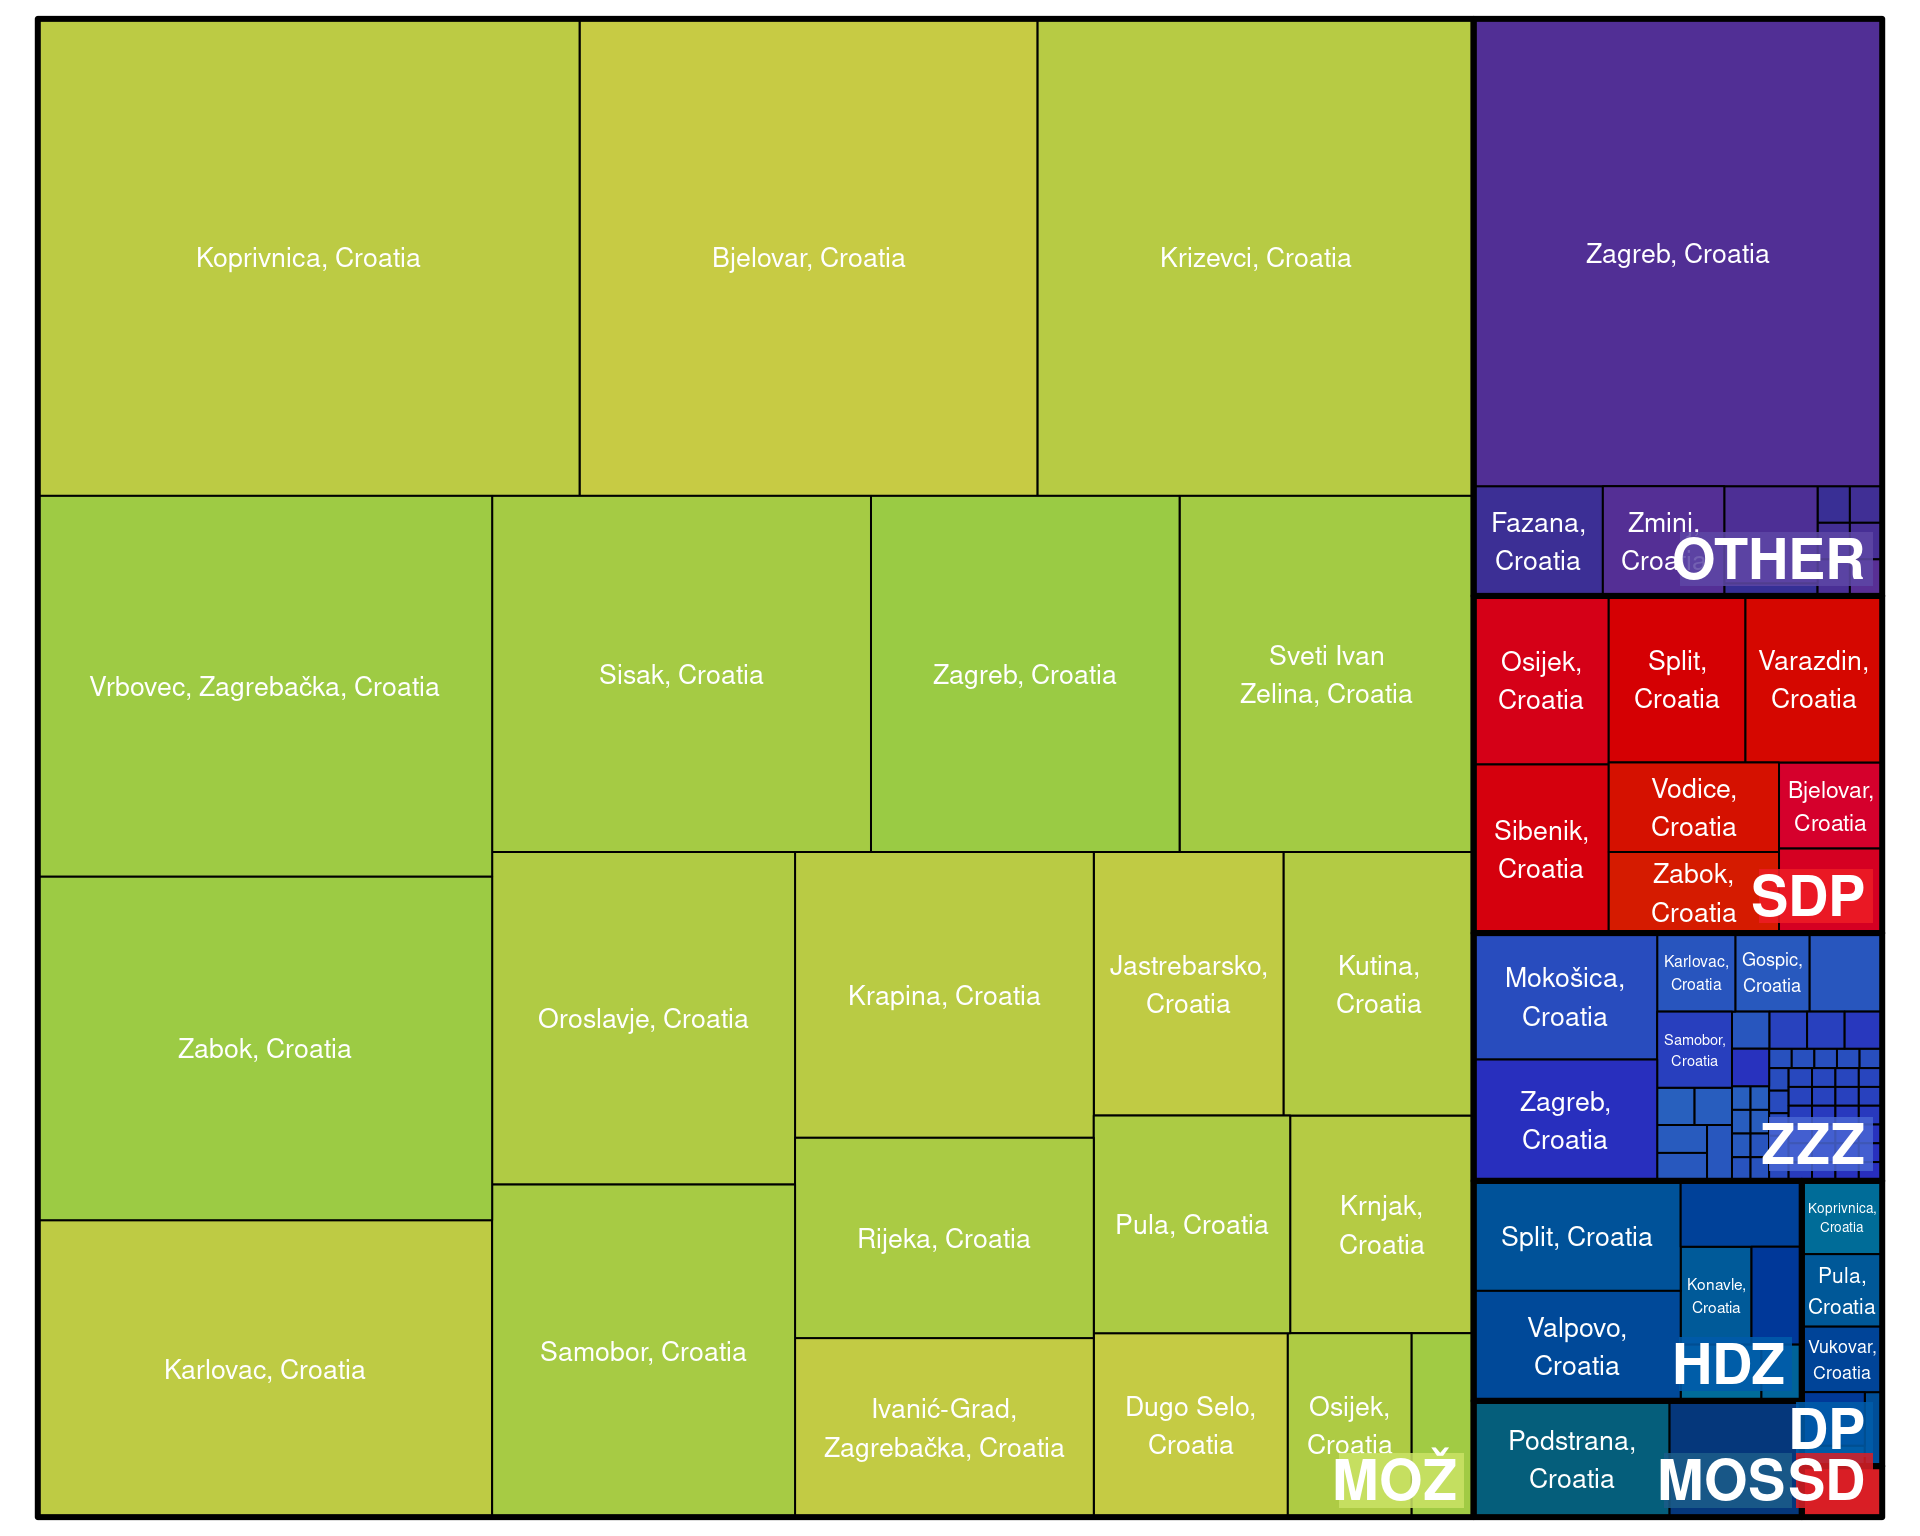 Koprivnica, Croatia
Bjelovar, Croatia
Krizevci, Croatia
Vrbovec, Zagrebačka, Croatia
Sisak, Croatia
Zagreb, Croatia
Sveti Ivan
Zelina, Croatia
Zabok, Croatia
Karlovac, Croatia
Oroslavje, Croatia
Samobor, Croatia
Krapina, Croatia
Rijeka, Croatia
Ivanić-Grad,
Zagrebačka, Croatia
Jastrebarsko,
Croatia
Kutina,
Croatia
Pula, Croatia
Krnjak,
Croatia
Dugo Selo,
Croatia
Osijek,
Croatia
MOŽ
Zagreb, Croatia
Fazana,
Croatia
Zmini,
Croatia
OTHER
Osijek,
Croatia
Split,
Croatia
Varazdin,
Croatia
Sibenik,
Croatia
Vodice,
Croatia
Bjelovar,
Croatia
Zabok,
Croatia
SDP
Mokošica,
Croatia
Karlovac,
Croatia
Gospic,
Croatia
Samobor,
Croatia
Zagreb,
Croatia
ZZZ
Split, Croatia
Valpovo,
Croatia
Konavle,
Croatia
HDZ
Koprivnica,
Croatia
Pula,
Croatia
Vukovar,
Croatia
DP
Podstrana,
Croatia
MOS
SD